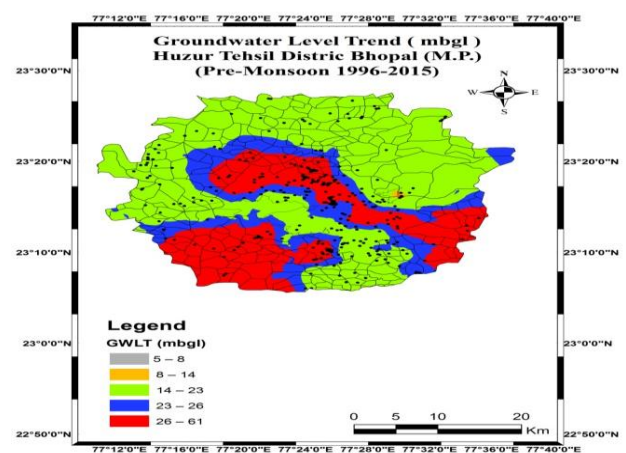 77°12'0"E 77°16'0"E 77°20'0"E 77°24'0"E 77°28'0"E 77°32'0"E 77°36'0"E 77°40'0"E
Groundwater Level Trend ( mbgl )
Huzur Tehsil Distric Bhopal (M.P.)
(Pre-Monsoon 1996-2015)
N
W E
S
23°30'0"N 23°30'0"N
23°20'0"N 23°20'0"N
23°10'0"N 23°10'0"N
23°0'0"N 23°0'0"N
22°50'0"N 22°50'0"N
Legend
GWLT (mbgl)
5 – 8
8 – 14
14 – 23
23 – 26
26 – 61
0 5 10 20
Km
77°12'0"E 77°16'0"E 77°20'0"E 77°24'0"E 77°28'0"E 77°32'0"E 77°36'0"E 77°40'0"E